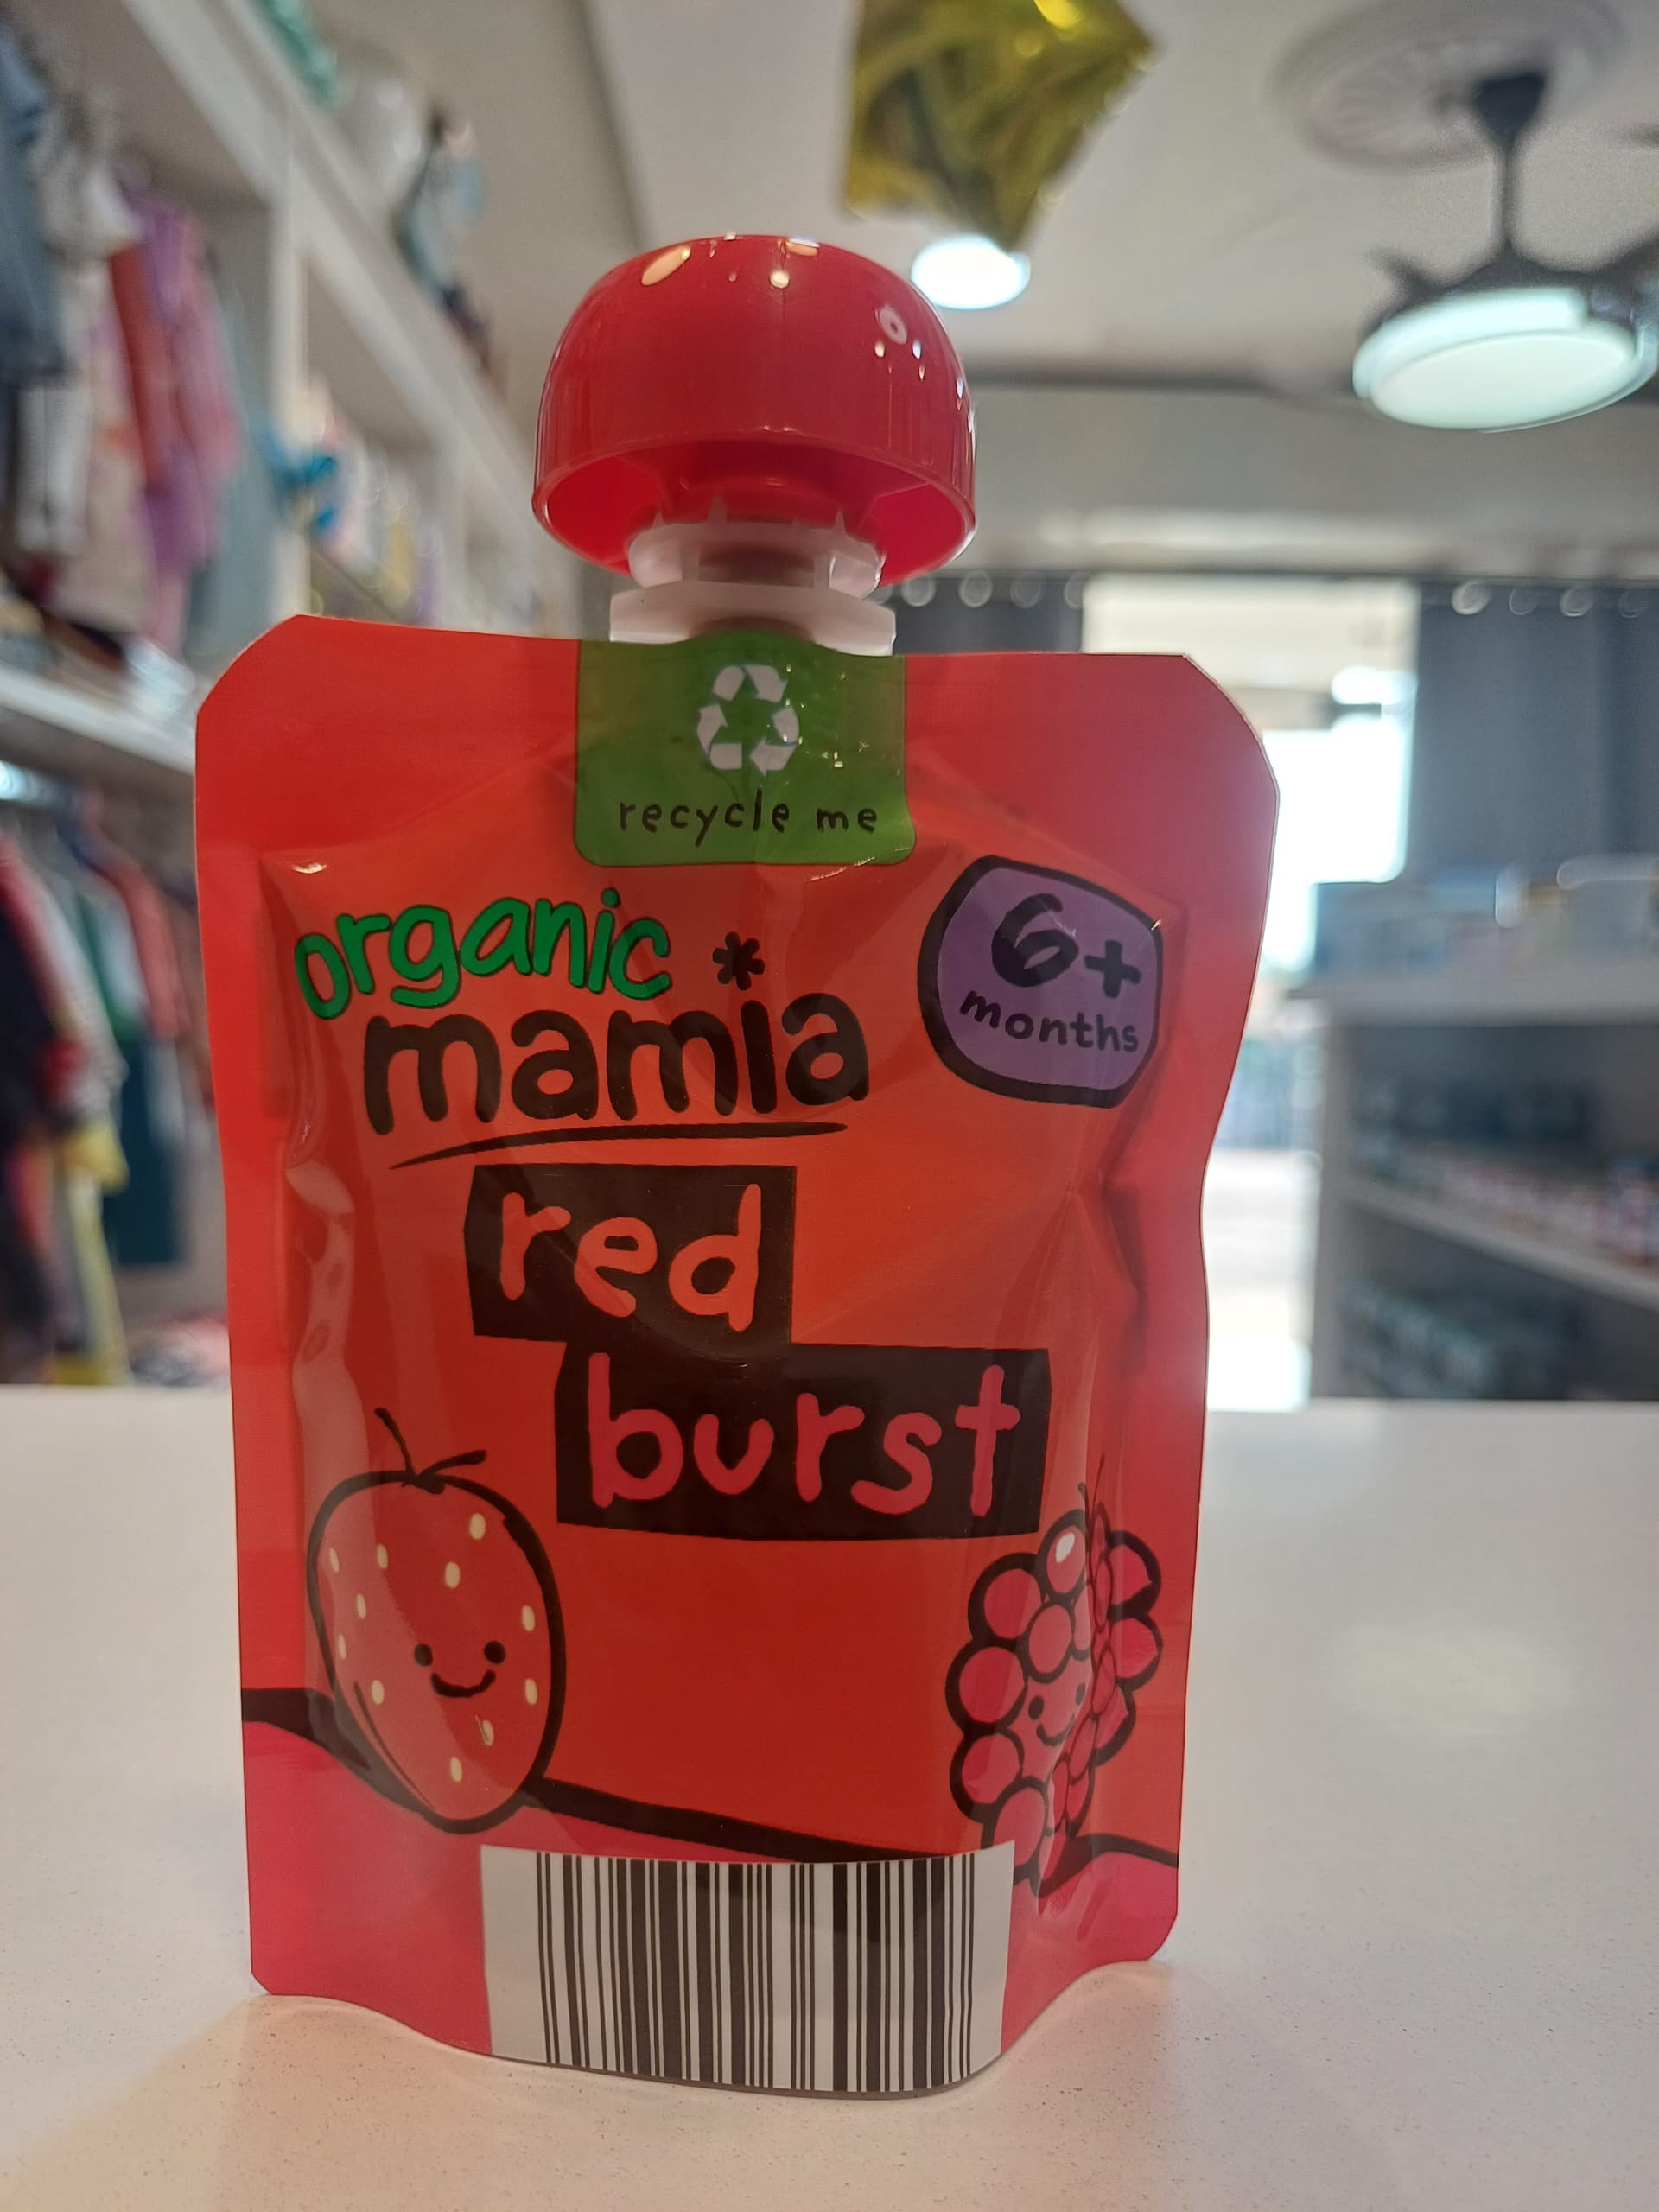 recycle me
organic
mamia
6+
months
red
burst